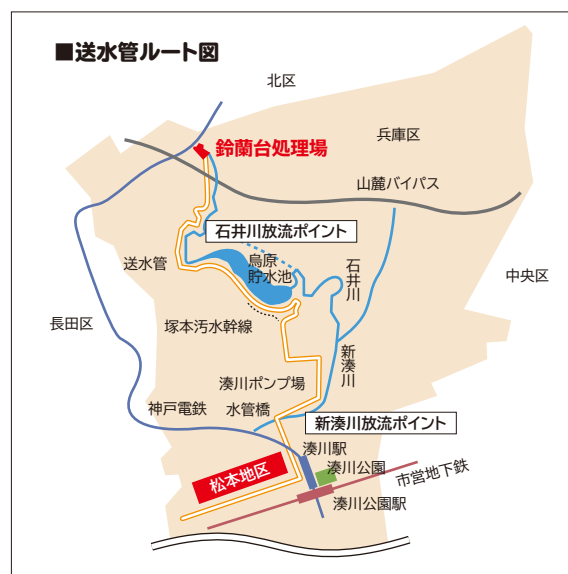 ■送水管ルート図
北区
兵庫区
鈴蘭台処理場
山麓バイパス
石井川放流ポイント
送水管
烏原
貯水池
石井川
中央区
長田区
塚本汚水幹線
新湊川
湊川ポンプ場
神戸電鉄
水管橋
新湊川放流ポイント
湊川駅
湊川公園
市営地下鉄
松本地区
湊川公園駅